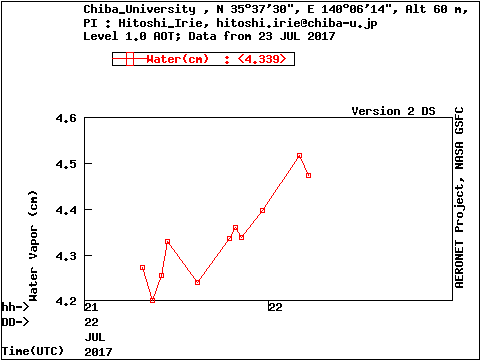 Chiba_University , N 35°37'30", E 140°06'14", Alt 60 m,
PI : Hitoshi_Irie, hitoshi.irie@chiba-u.jp
Level 1.0 AOT; Data from 23 JUL 2017
Water(cm) : <4.339>
Version 2 DS
4.6
4.5
4.4
4.3
4.2
Water Vapor (cm)
AERONET Project, NASA GSFC
hh-> 21 22
DD-> 22
JUL
Time(UTC) 2017